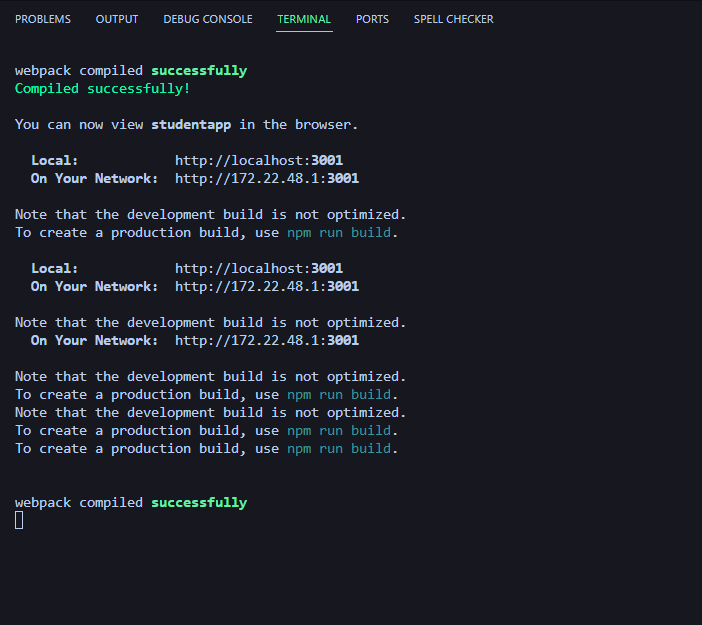 PROBLEMS OUTPUT DEBUG CONSOLE TERMINAL PORTS SPELL CHECKER
webpack compiled successfully
Compiled successfully!
You can now view studentapp in the browser.
Local: http://localhost:3001
On Your Network: http://172.22.48.1:3001
Note that the development build is not optimized.
To create a production build, use npm run build.
Local: http://localhost:3001
On Your Network: http://172.22.48.1:3001
Note that the development build is not optimized.
On Your Network: http://172.22.48.1:3001
Note that the development build is not optimized.
To create a production build, use npm run build.
Note that the development build is not optimized.
To create a production build, use npm run build.
To create a production build, use npm run build.
webpack compiled successfully